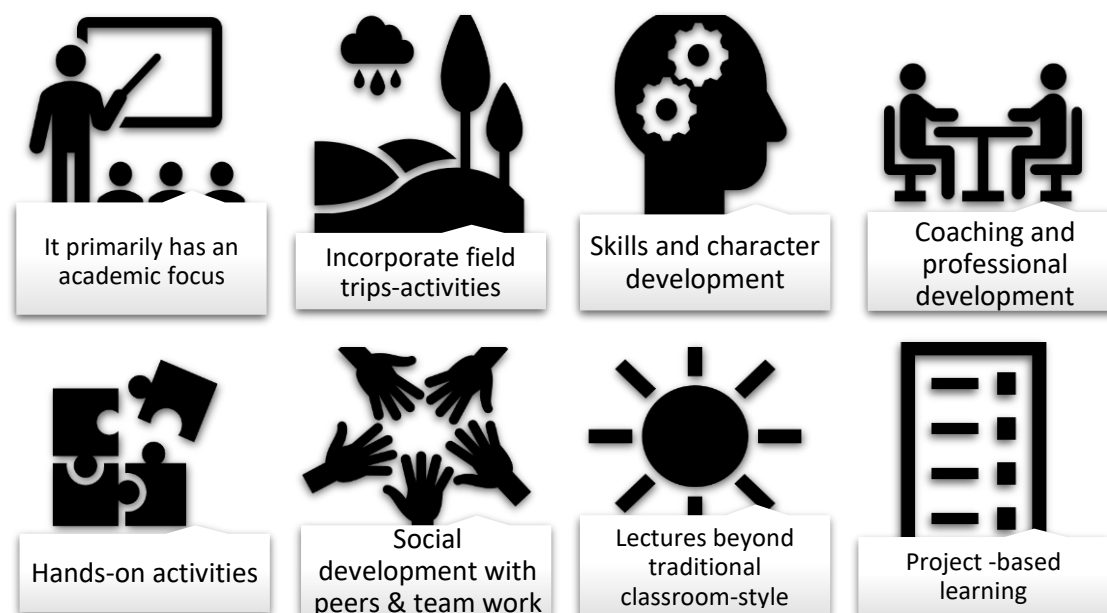 It primarily has an
academic focus
Incorporate field
trips-activities
Skills and character
development
Coaching and
professional
development
Hands-on activities
Social
development with
peers & team work
Lectures beyond
traditional
classroom-style
Project -based
learning